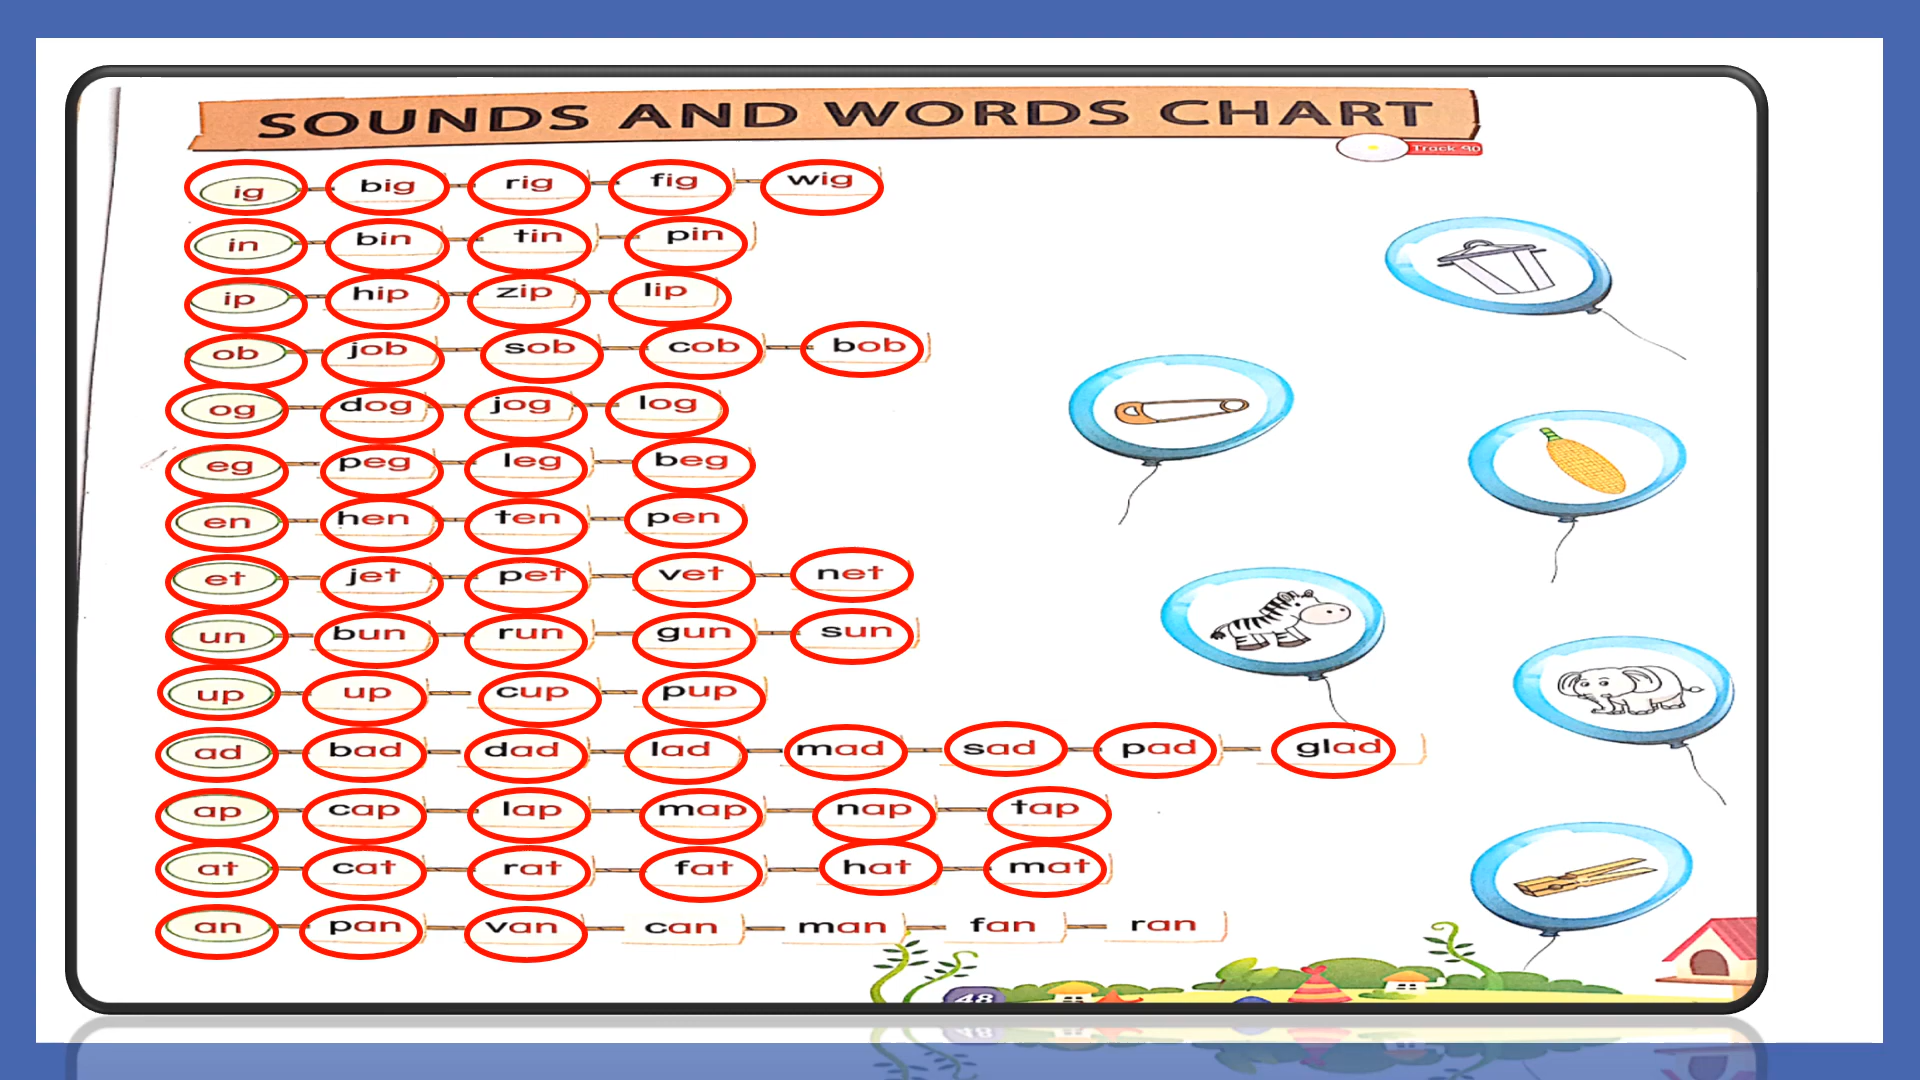 SOUNDS AND WORDS CHART
Track 90
ig big rig fig wig
in bin tin pin
ip hip zip lip
ob job sob cob bob
og dog jog log
eg peg leg beg
en hen ten pen
et jet pet vet net
un bun run gun sun
up up cup pup
ad bad dad lad mad sad pad glad
ap cap lap map nap tap
at cat rat fat hat mat
an pan van can man fan ran
48